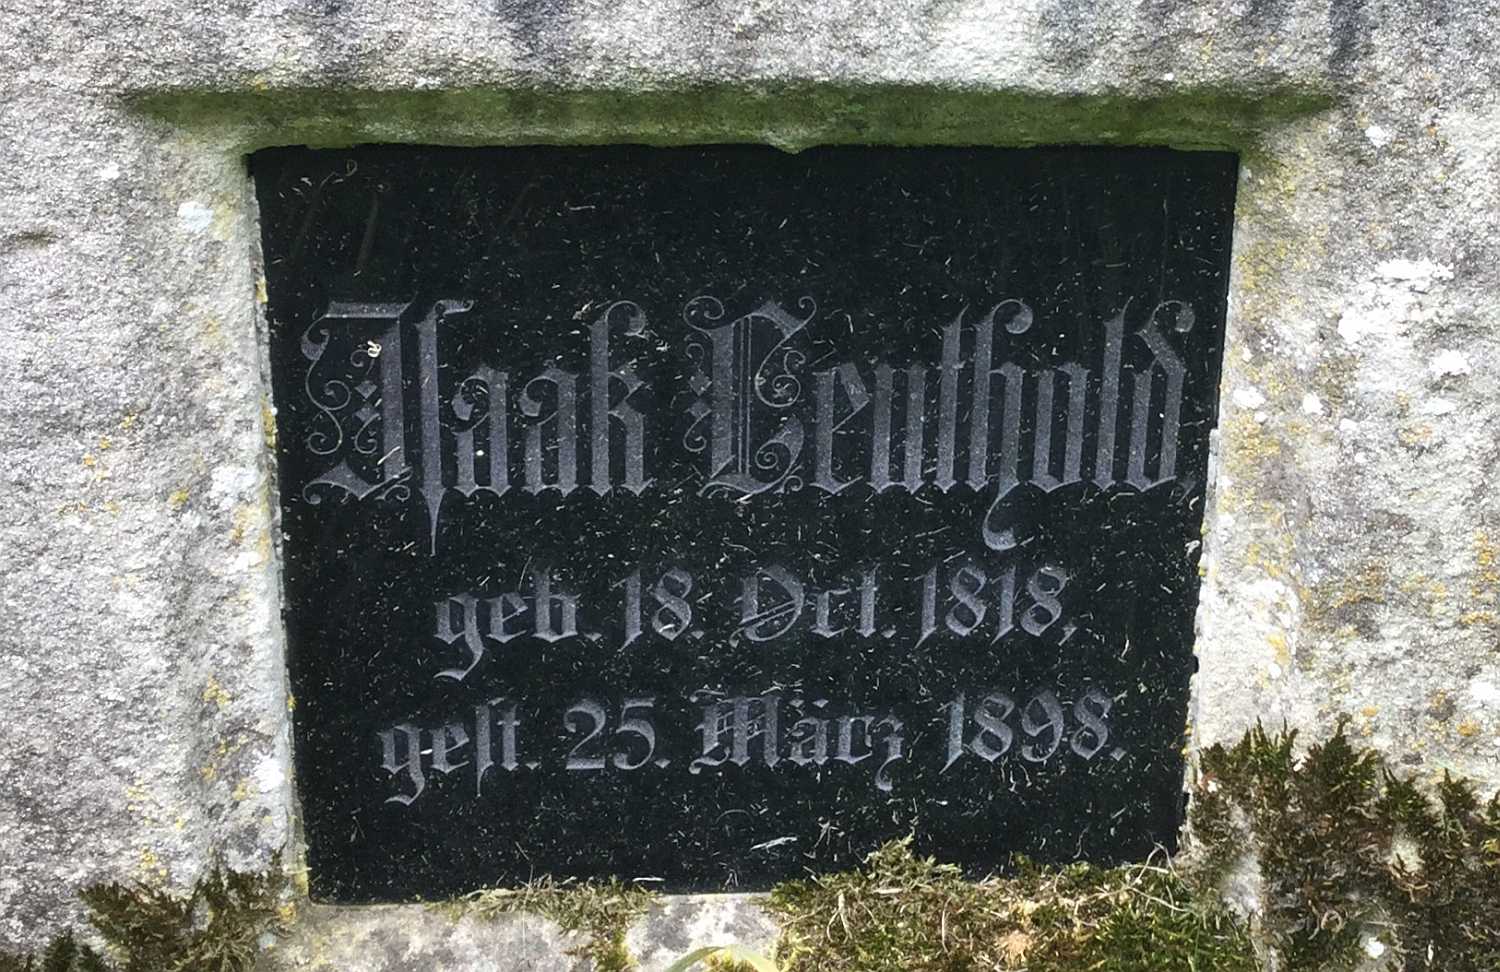 Isaak Leuthold,
geb. 18. Oct. 1818,
gest. 25. März 1898.